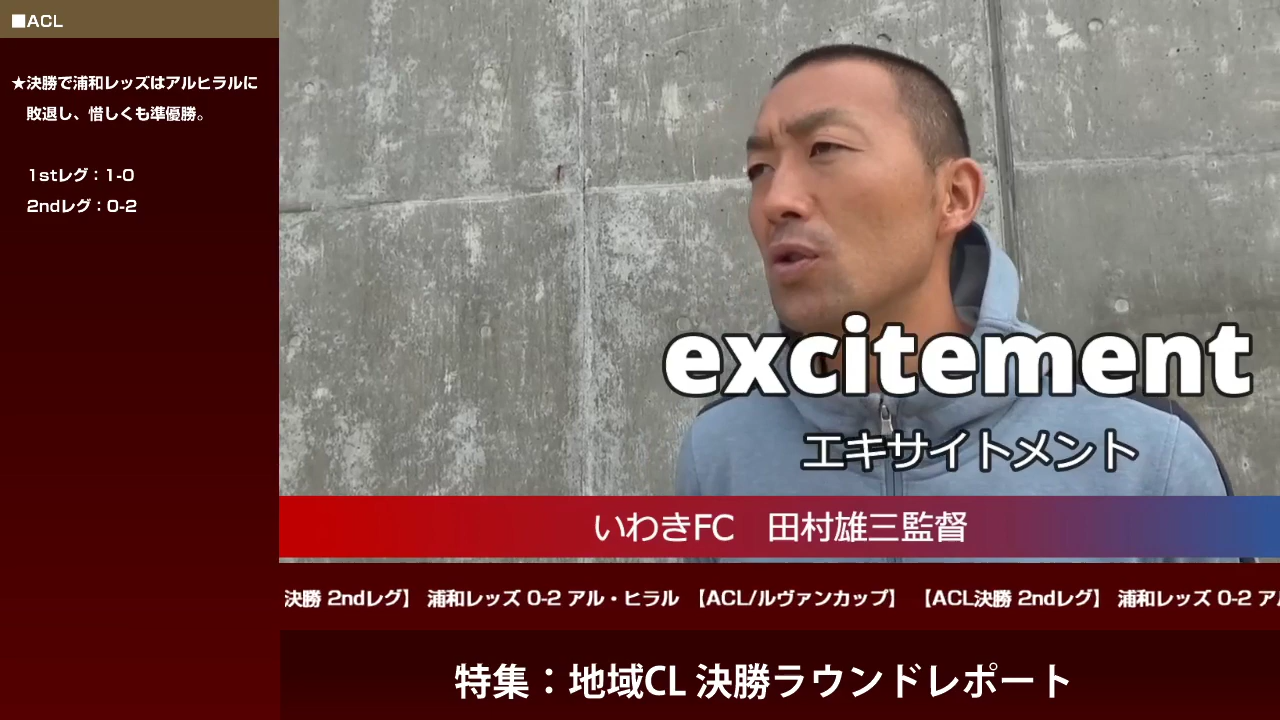 ■ACL
★決勝で浦和レッズはアルヒラルに
敗退し、惜しくも準優勝。
1stレグ：1-0
2ndレグ：0-2
excitement
エキサイトメント
いわきFC 田村雄三監督
決勝 2ndレグ】 浦和レッズ 0-2 アル・ヒラル 【ACL/ルヴァンカップ】 【ACL決勝 2ndレグ】 浦和レッズ 0-2 ア
特集：地域CL 決勝ラウンドレポート